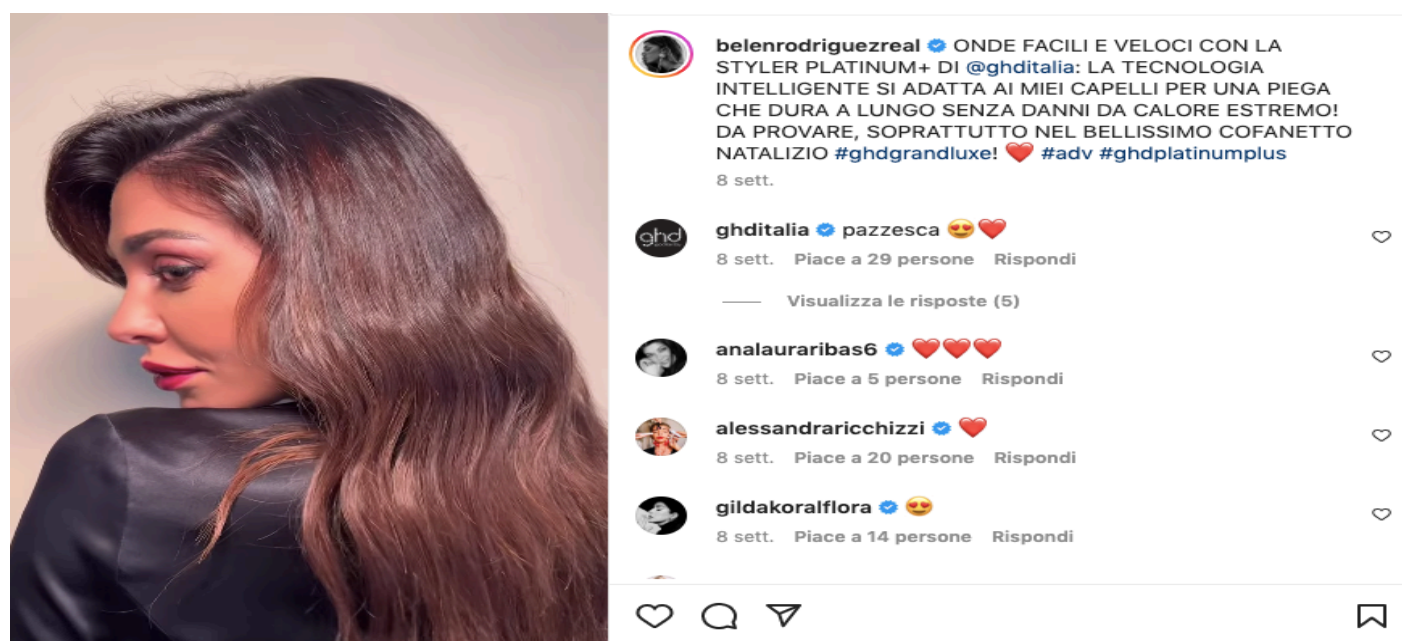 belenrodriguezreal ONDE FACILI E VELOCI CON LA
STYLER PLATINUM+ DI @ghditalia: LA TECNOLOGIA
INTELLIGENTE SI ADATTA AI MIEI CAPELLI PER UNA PIEGA
CHE DURA A LUNGO SENZA DANNI DA CALORE ESTREMO!
DA PROVARE, SOPRATTUTTO NEL BELLISSIMO COFANETTO
NATALIZIO #ghdgrandluxe! ❤️ #adv #ghdplatinumplus
8 sett.
ghd
ghditalia pazzesca 😍❤️
8 sett. Piace a 29 persone Rispondi
Visualizza le risposte (5)
analauraribas6 ❤️❤️❤️
8 sett. Piace a 5 persone Rispondi
alessandraricchizzi ❤️
8 sett. Piace a 20 persone Rispondi
gildakoralflora 😍
8 sett. Piace a 14 persone Rispondi